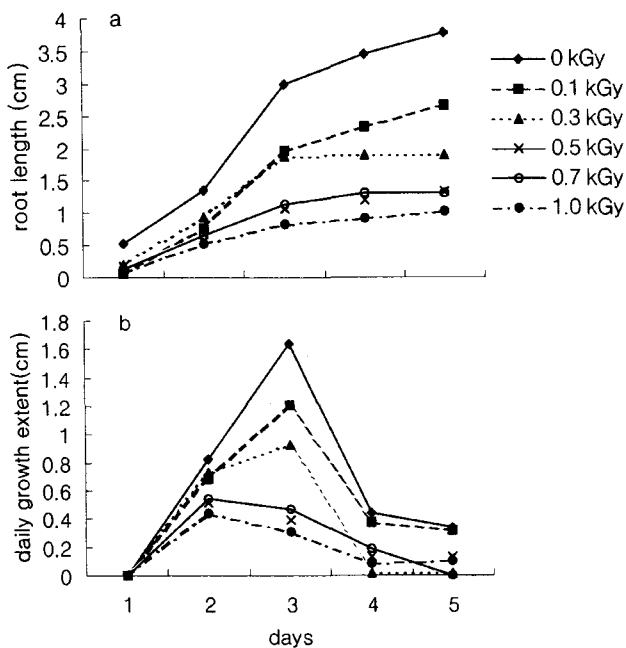 a
root length (cm)
4
3.5
3
2.5
2
1.5
1
0.5
0
0 kGy
0.1 kGy
0.3 kGy
0.5 kGy
0.7 kGy
1.0 kGy
b
daily growth extent(cm)
1.8
1.6
1.4
1.2
1
0.8
0.6
0.4
0.2
0
1 2 3 4 5
days